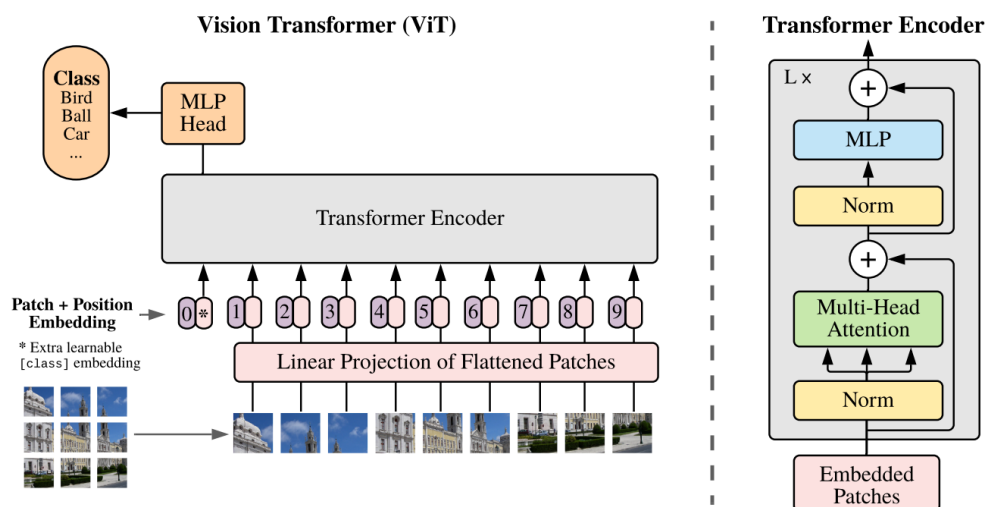 Vision Transformer (ViT)
Class
Bird
Ball
Car
...
MLP
Head
Transformer Encoder
Patch + Position
Embedding
0 * 1 2 3 4 5 6 7 8 9
* Extra learnable
[class] embedding
Linear Projection of Flattened Patches
Transformer Encoder
L ×
+
MLP
Norm
+
Multi-Head
Attention
Norm
Embedded
Patches